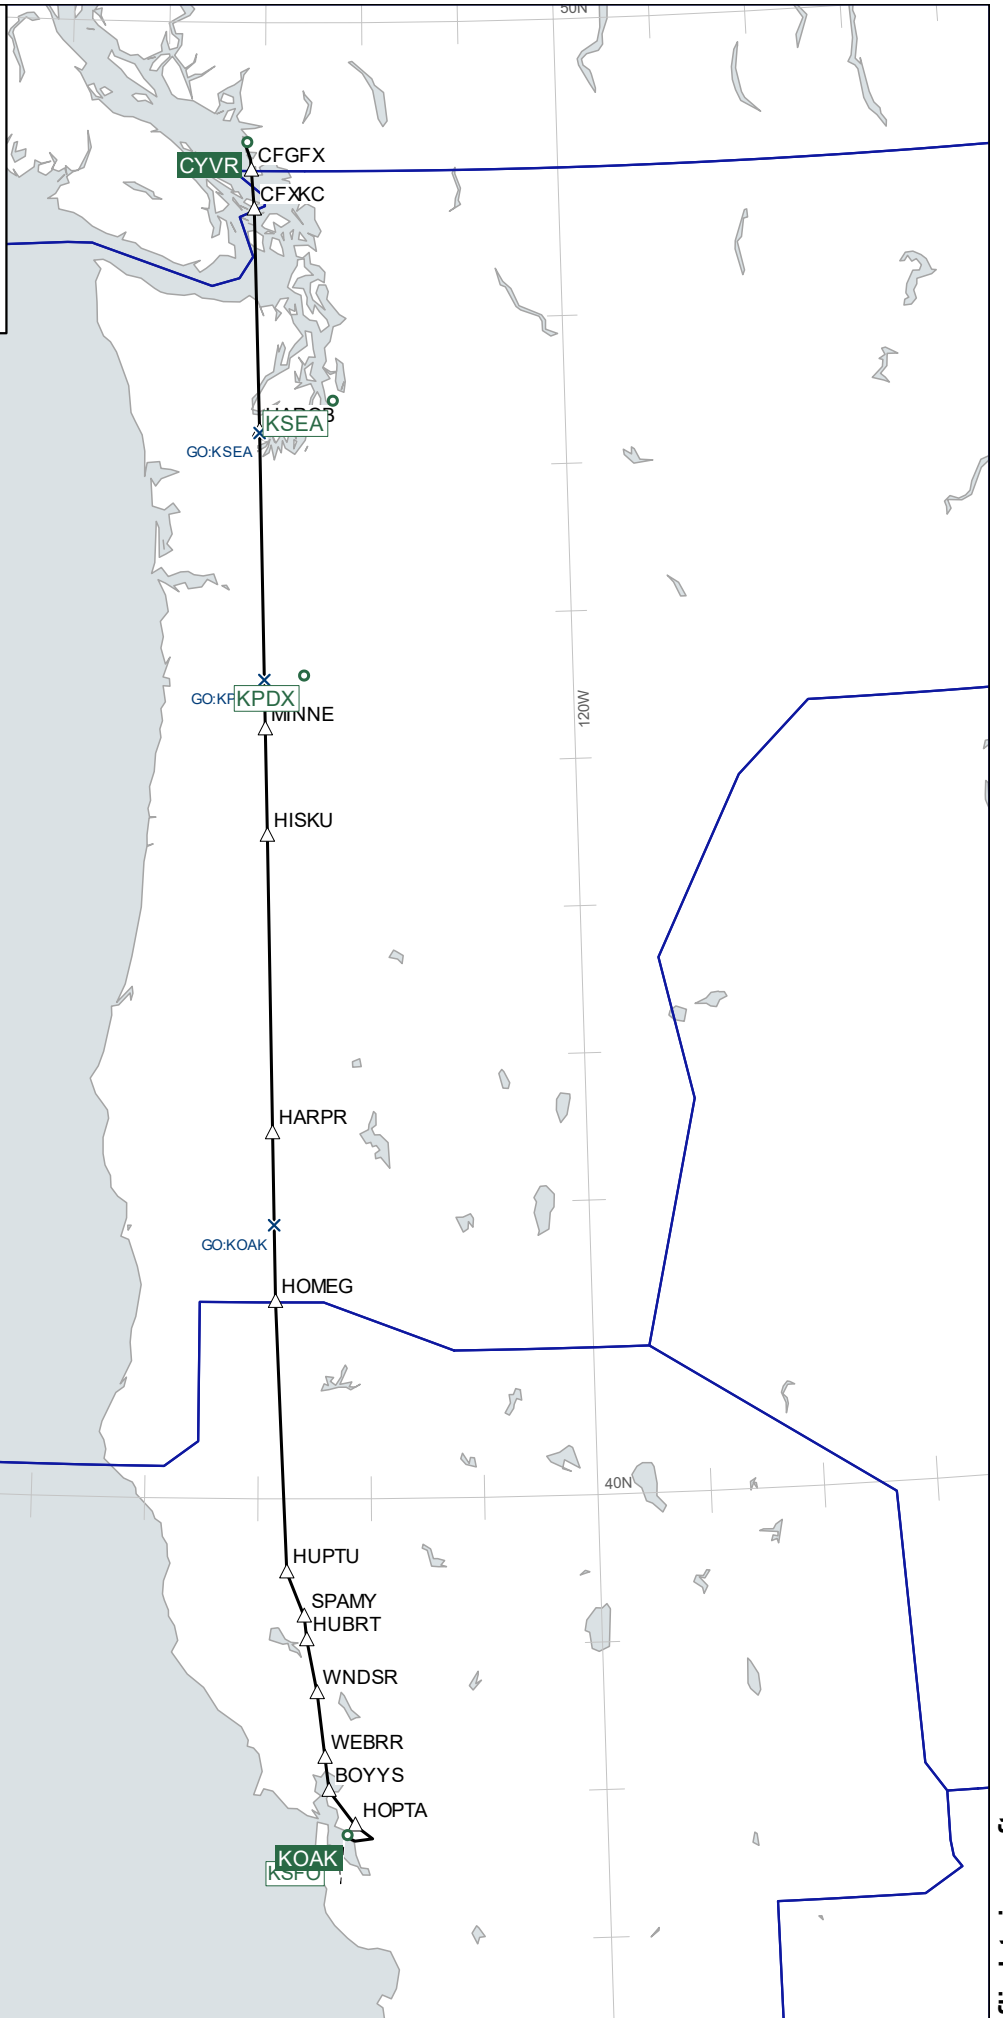 50N
CFGFX
CYVR
CFXKC
KSEA
GO:KSEA
KPDX
MINNE
120W
HISKU
HARPR
GO:KOAK
HOMEG
40N
HUPTU
SPAMY
HUBRT
WNDSR
WEBRR
BOYYS
HOPTA
KOAK
KSFO